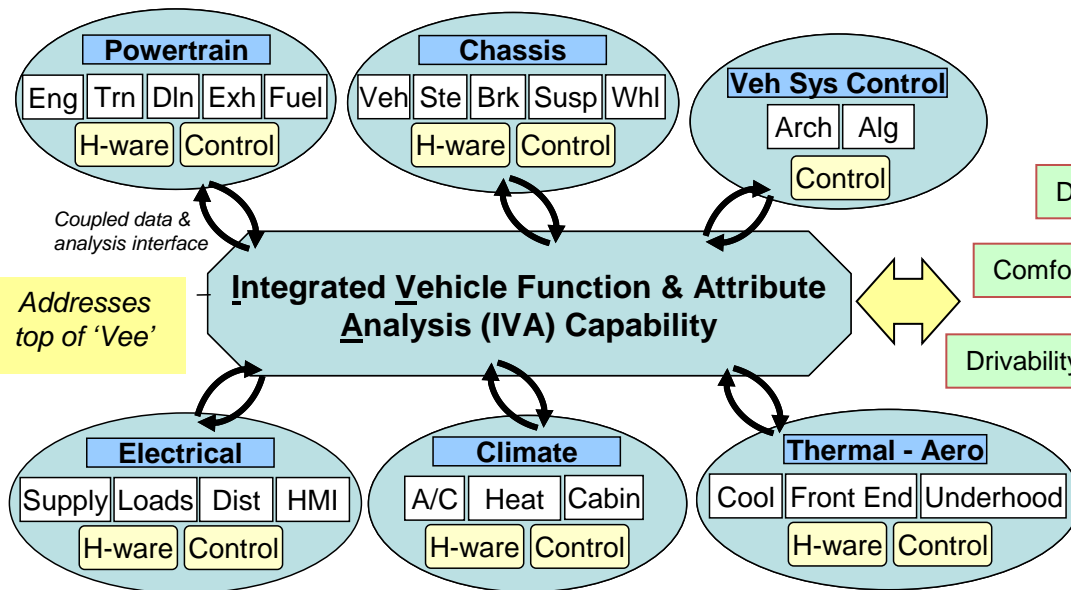 Powertrain
Eng Trn Dln Exh Fuel
H-ware Control
Chassis
Veh Ste Brk Susp Whl
H-ware Control
Veh Sys Control
Arch Alg
Control
Coupled data &
analysis interface
Addresses
top of ‘Vee’
Integrated Vehicle Function & Attribute
Analysis (IVA) Capability
D
Comfo
Drivability
Electrical
Supply Loads Dist HMI
H-ware Control
Climate
A/C Heat Cabin
H-ware Control
Thermal - Aero
Cool Front End Underhood
H-ware Control